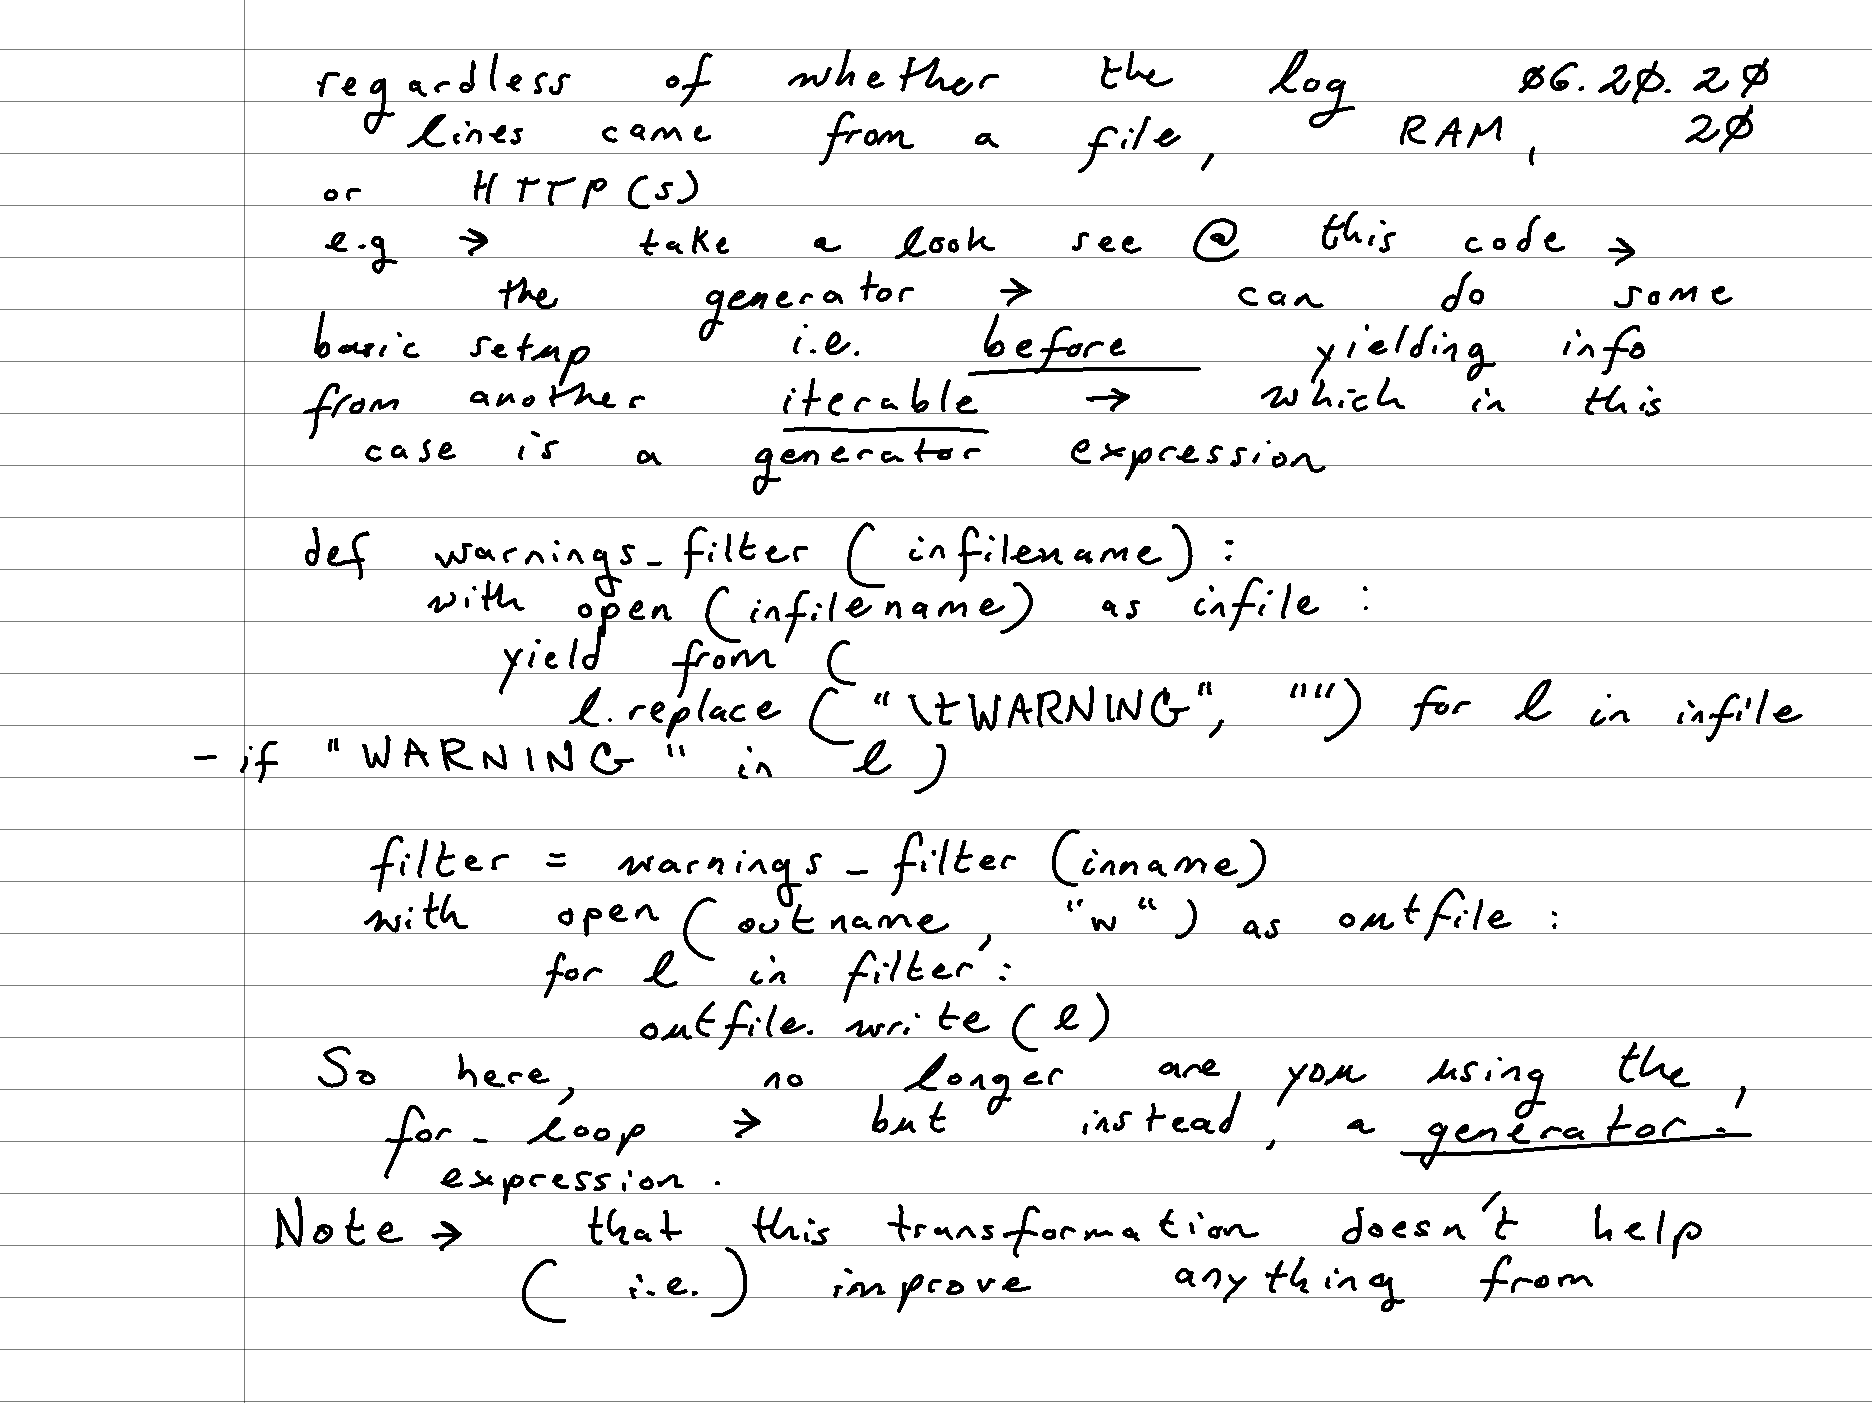 regardless of whether the log 06.20.20
lines came from a file, RAM, 20
or HTTP(s)
e.g → take a look see @ this code →
the generator → can do some
basic setup i.e. before yielding info
from another iterable → which in this
case is a generator expression
def warnings_filter (infilename):
with open (infilename) as infile:
yield from (
l.replace ("\tWARNING", "") for l in infile
- if "WARNING" in l)
filter = warnings_filter (inname)
with open (outname, "w") as outfile:
for l in filter:
outfile.write (l)
So here, no longer are you using the,
for-loop → but instead, a generator.
expression.
Note → that this transformation doesn't help
(i.e.) improve anything from